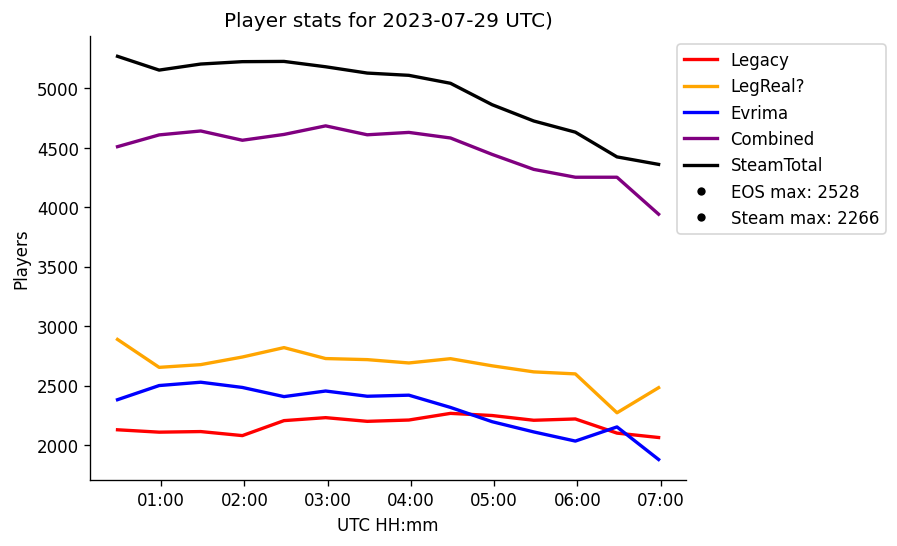 Player stats for 2023-07-29 UTC)
Legacy
LegReal?
Evrima
Combined
SteamTotal
EOS max: 2528
Steam max: 2266
Players
5000
4500
4000
3500
3000
2500
2000
01:00 02:00 03:00 04:00 05:00 06:00 07:00
UTC HH:mm